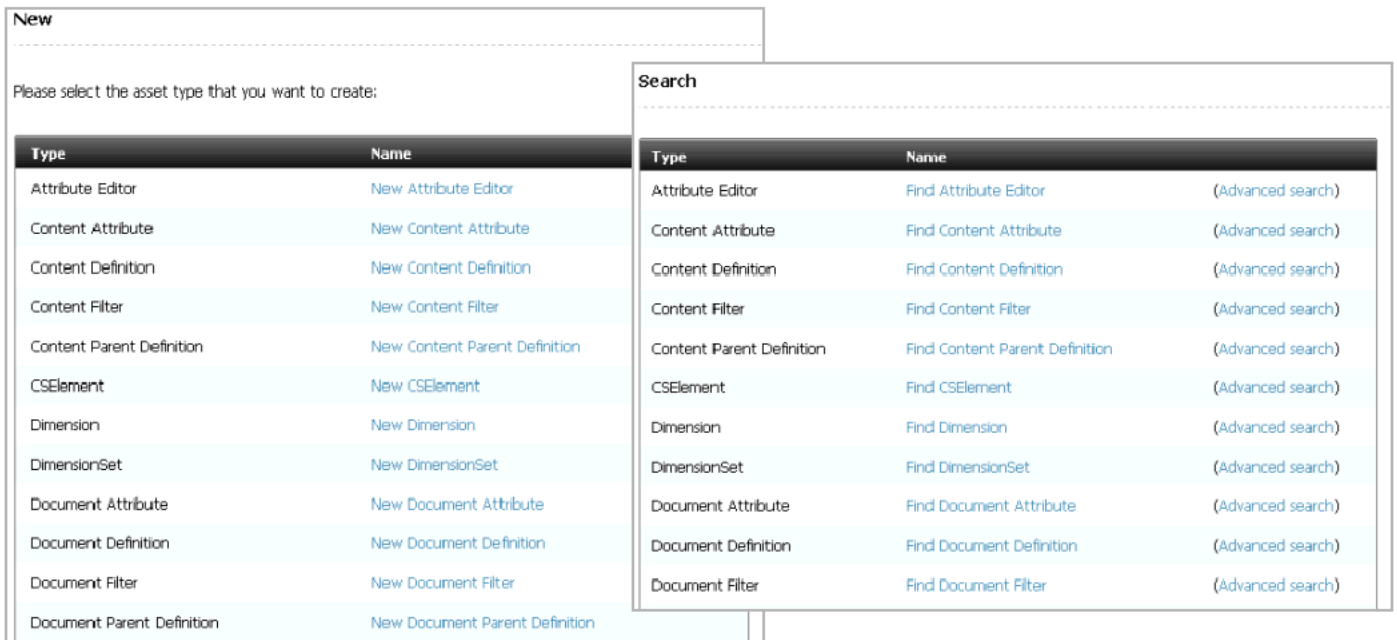 New
Please select the asset type that you want to create:
Type Name
Attribute Editor New Attribute Editor
Content Attribute New Content Attribute
Content Definition New Content Definition
Content Filter New Content Filter
Content Parent Definition New Content Parent Definition
CSElement New CSElement
Dimension New Dimension
DimensionSet New DimensionSet
Document Attribute New Document Attribute
Document Definition New Document Definition
Document Filter New Document Filter
Document Parent Definition New Document Parent Definition
Search
Type Name
Attribute Editor Find Attribute Editor (Advanced search)
Content Attribute Find Content Attribute (Advanced search)
Content Definition Find Content Definition (Advanced search)
Content Filter Find Content Filter (Advanced search)
Content Parent Definition Find Content Parent Definition (Advanced search)
CSElement Find CSElement (Advanced search)
Dimension Find Dimension (Advanced search)
DimensionSet Find DimensionSet (Advanced search)
Document Attribute Find Document Attribute (Advanced search)
Document Definition Find Document Definition (Advanced search)
Document Filter Find Document Filter (Advanced search)